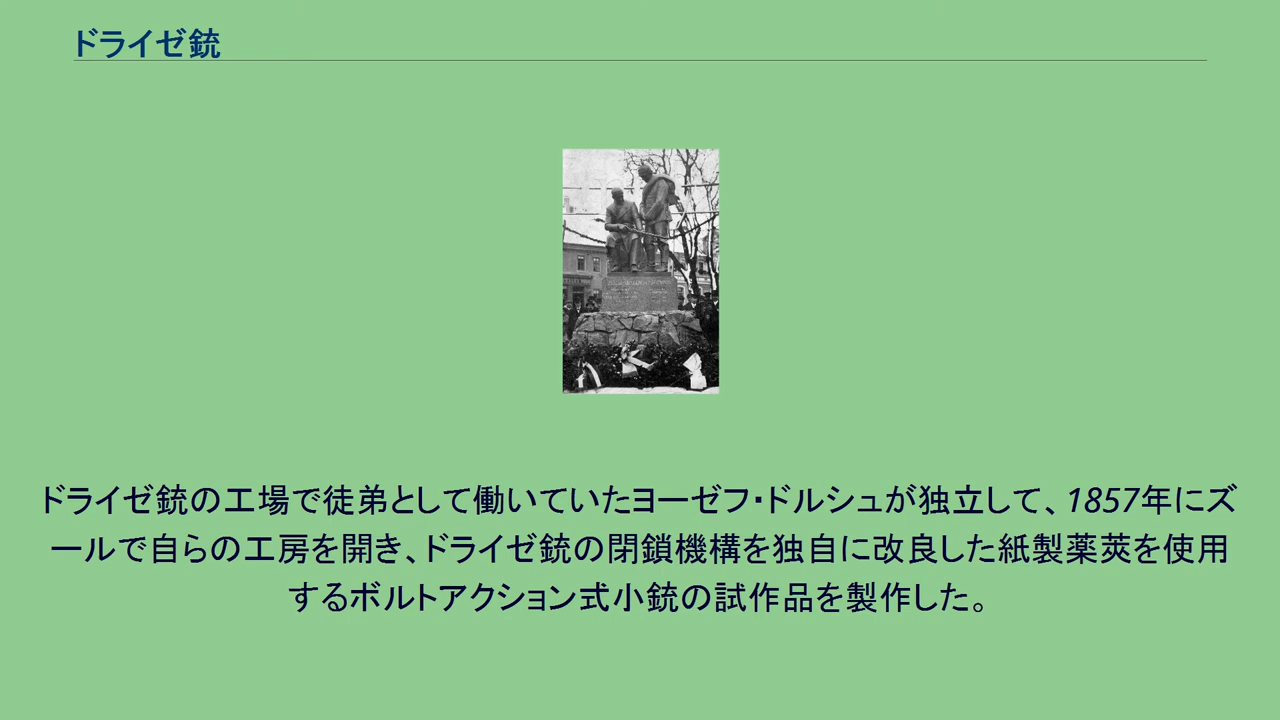 ドライゼ銃
ドライゼ銃の工場で徒弟として働いていたヨーゼフ・ドルシュが独立して、1857年にズ
ールで自らの工房を開き、ドライゼ銃の閉鎖機構を独自に改良した紙製薬莢を使用
するボルトアクション式小銃の試作品を製作した。